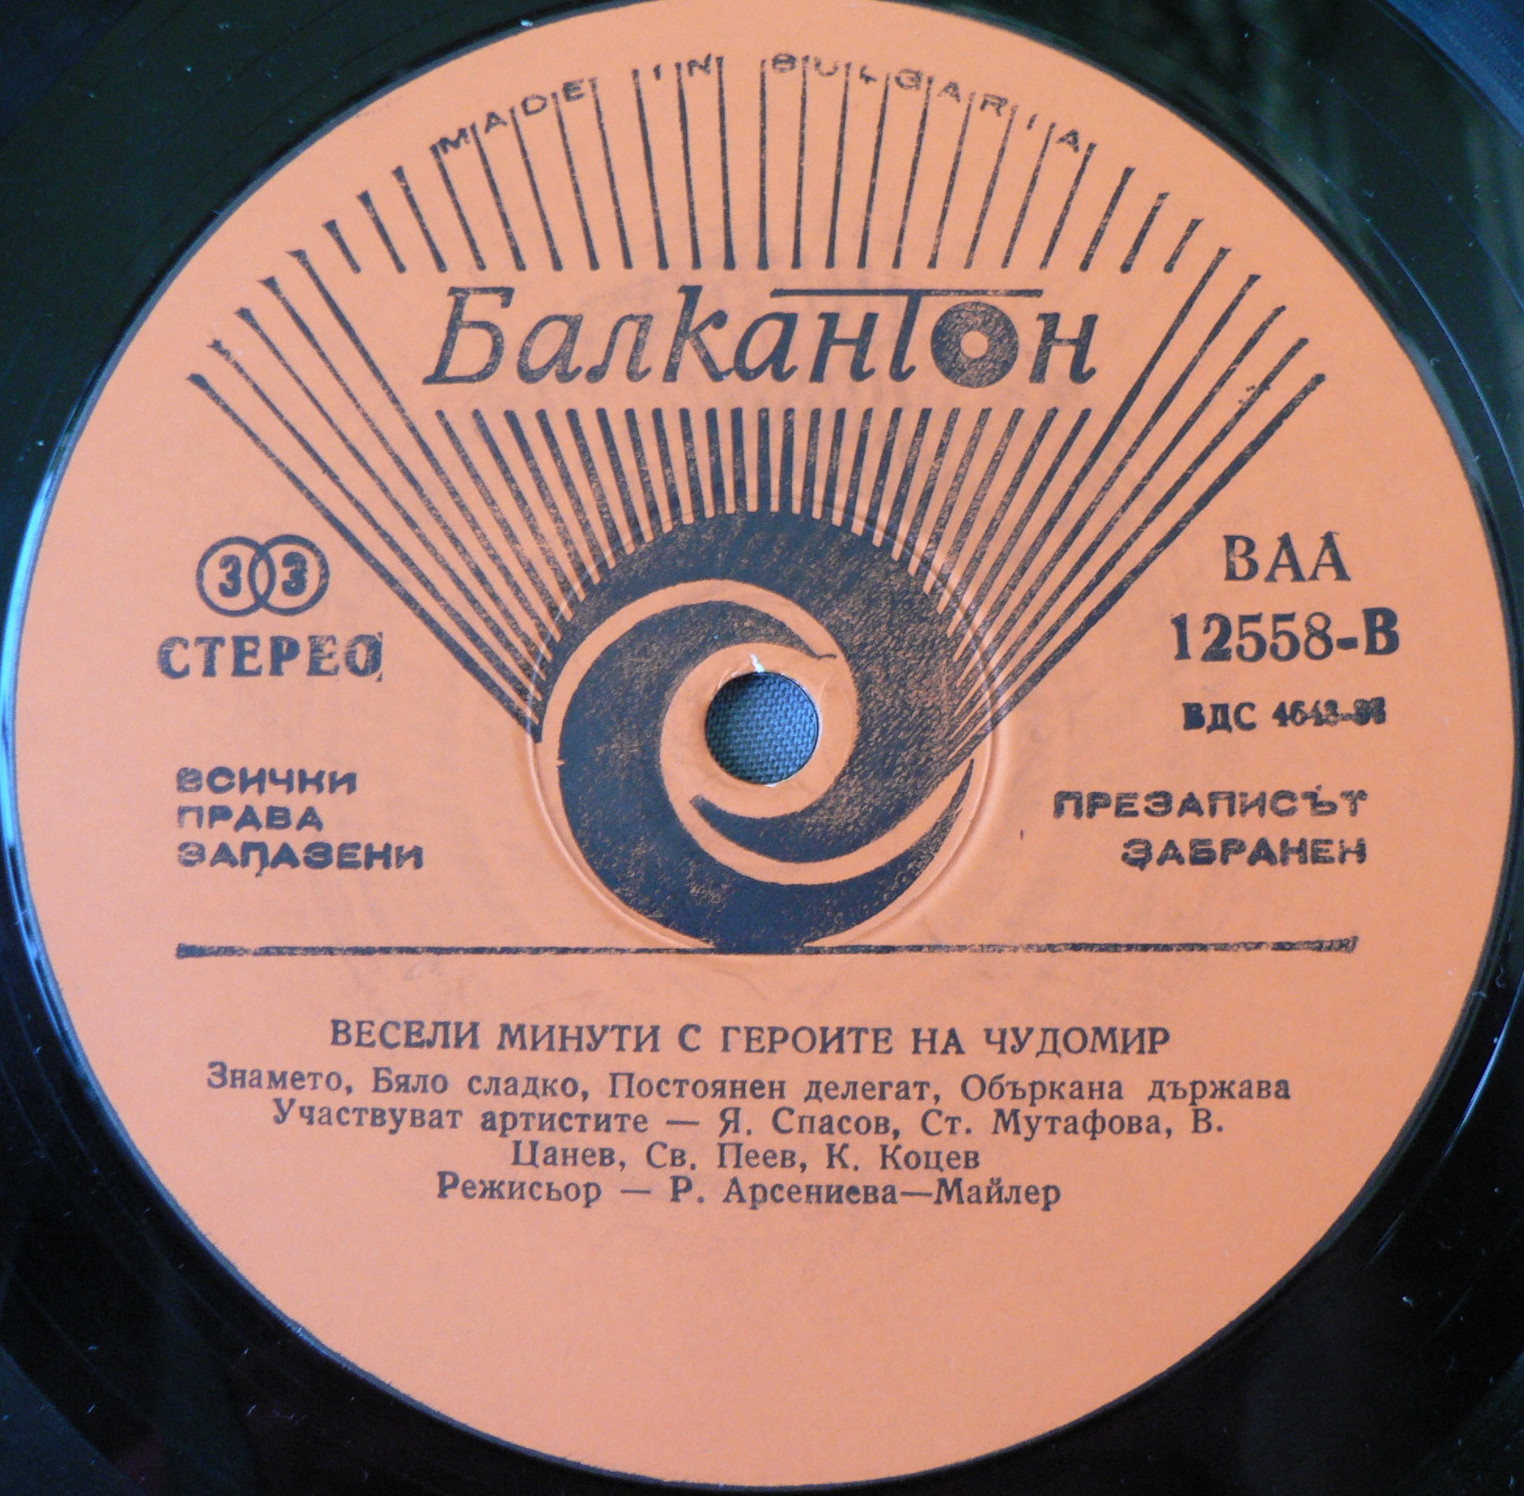 MADE IN BULGARIA
Балкантон
33
СТЕРЕО
ВАА
12558-В
ВДС
ВСИЧКИ
ПРАВА
ЗАПАЗЕНИ
ПРЕЗАПИСЪТ
ЗАБРАНЕН
ВЕСЕЛИ МИНУТИ С ГЕРОИТЕ НА ЧУДОМИР
Знамето, Бяло сладко, Постоянен делегат, Объркана държава
Участвуват артистите — Я. Спасов, Ст. Мутафова, В.
Цанев, Св. Пеев, К. Коцев
Режисьор — Р. Арсениева—Майлер